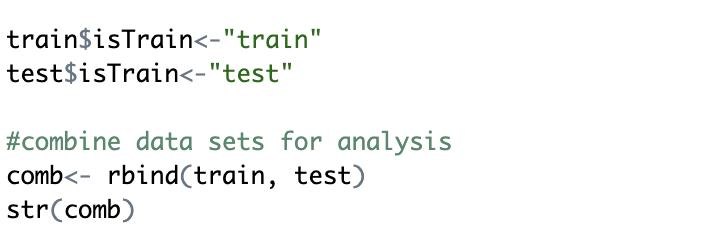 train$isTrain<-"train"
test$isTrain<-"test"
#combine data sets for analysis
comb<- rbind(train, test)
str(comb)